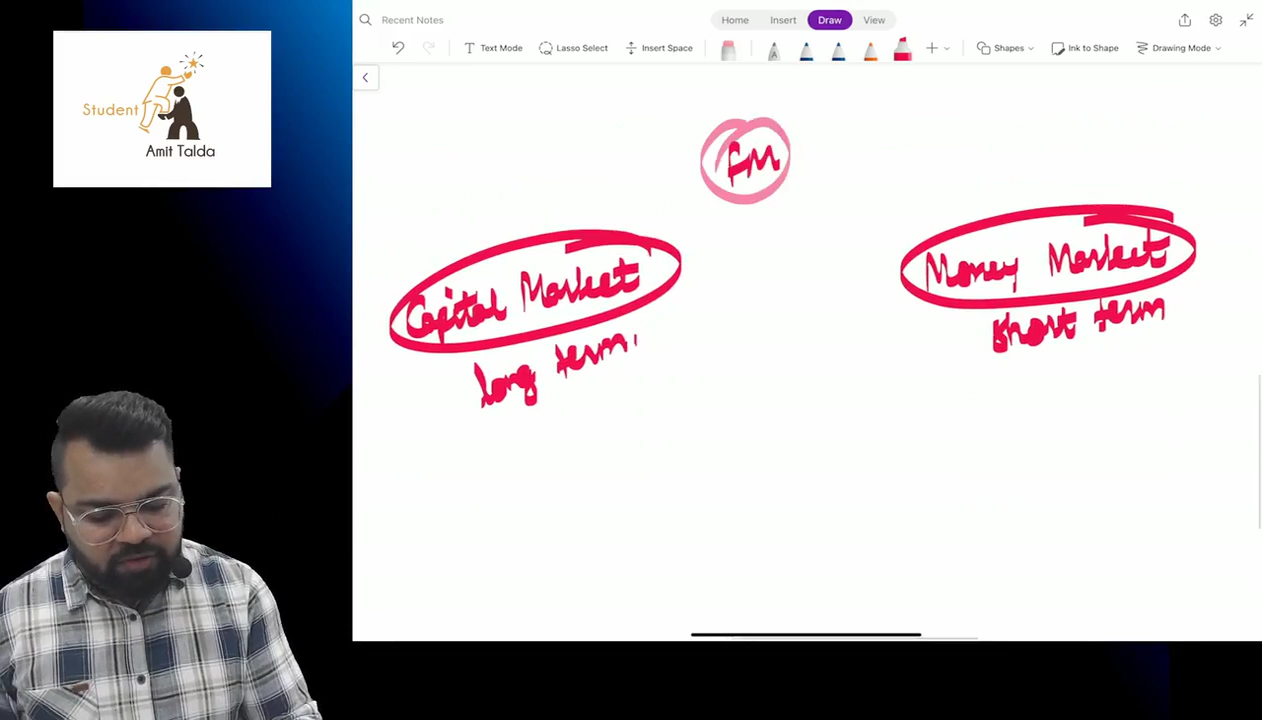 Recent Notes
Home Insert Draw View
Text Mode Lasso Select Insert Space Shapes Ink to Shape Drawing Mode
A
Student
Amit Talda
FM
Capital Market
long term.
Money Market
short term